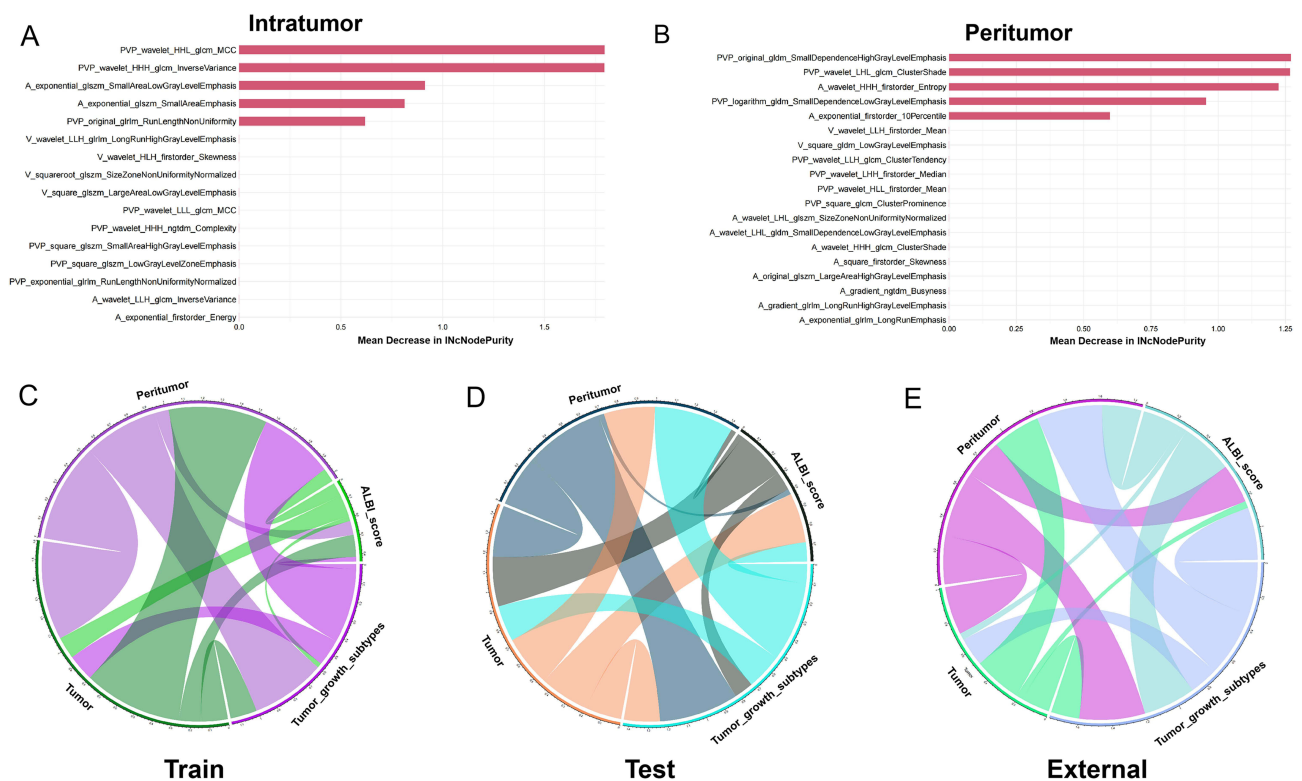 A
Intratumor
PVP_wavelet_HHL_glcm_MCC
PVP_wavelet_HHH_glcm_InverseVariance
A_exponential_glszm_SmallAreaLowGrayLevelEmphasis
A_exponential_glszm_SmallAreaEmphasis
PVP_original_glrlm_RunLengthNonUniformity
V_wavelet_LLH_glrlm_LongRunHighGrayLevelEmphasis
V_wavelet_HLH_firstorder_Skewness
V_squareroot_glszm_SizeZoneNonUniformityNormalized
V_square_glszm_LargeAreaLowGrayLevelEmphasis
PVP_wavelet_LLL_glcm_MCC
PVP_wavelet_HHH_ngtdm_Complexity
PVP_square_glszm_SmallAreaHighGrayLevelEmphasis
PVP_square_glszm_LowGrayLevelZoneEmphasis
PVP_exponential_glrlm_RunLengthNonUniformityNormalized
A_wavelet_LLH_glcm_InverseVariance
A_exponential_firstorder_Energy
0.0 0.5 1.0 1.5
Mean Decrease in INcNodePurity
B
Peritumor
PVP_original_gldm_SmallDependenceHighGrayLevelEmphasis
PVP_wavelet_LHL_glcm_ClusterShade
A_wavelet_HHH_firstorder_Entropy
PVP_logarithm_gldm_SmallDependenceLowGrayLevelEmphasis
A_exponential_firstorder_10Percentile
V_wavelet_LLH_firstorder_Mean
V_square_gldm_LowGrayLevelEmphasis
PVP_wavelet_LLH_glcm_ClusterTendency
PVP_wavelet_LHH_firstorder_Median
PVP_wavelet_HLL_firstorder_Mean
PVP_square_glcm_ClusterProminence
A_wavelet_LHL_glszm_SizeZoneNonUniformityNormalized
A_wavelet_LHL_gldm_SmallDependenceLowGrayLevelEmphasis
A_wavelet_HHH_glcm_ClusterShade
A_square_firstorder_Skewness
A_original_glszm_LargeAreaHighGrayLevelEmphasis
A_gradient_ngtdm_Busyness
A_gradient_glrlm_LongRunHighGrayLevelEmphasis
A_exponential_glrlm_LongRunEmphasis
0.00 0.25 0.50 0.75 1.00 1.25
Mean Decrease in INcNodePurity
C
Peritumor
ALBI_score
Tumor_growth_subtypes
Tumor
Train
D
Peritumor
ALBI_score
Tumor_growth_subtypes
Tumor
Test
E
Peritumor
ALBI_score
Tumor_growth_subtypes
Tumor
Tumor
External